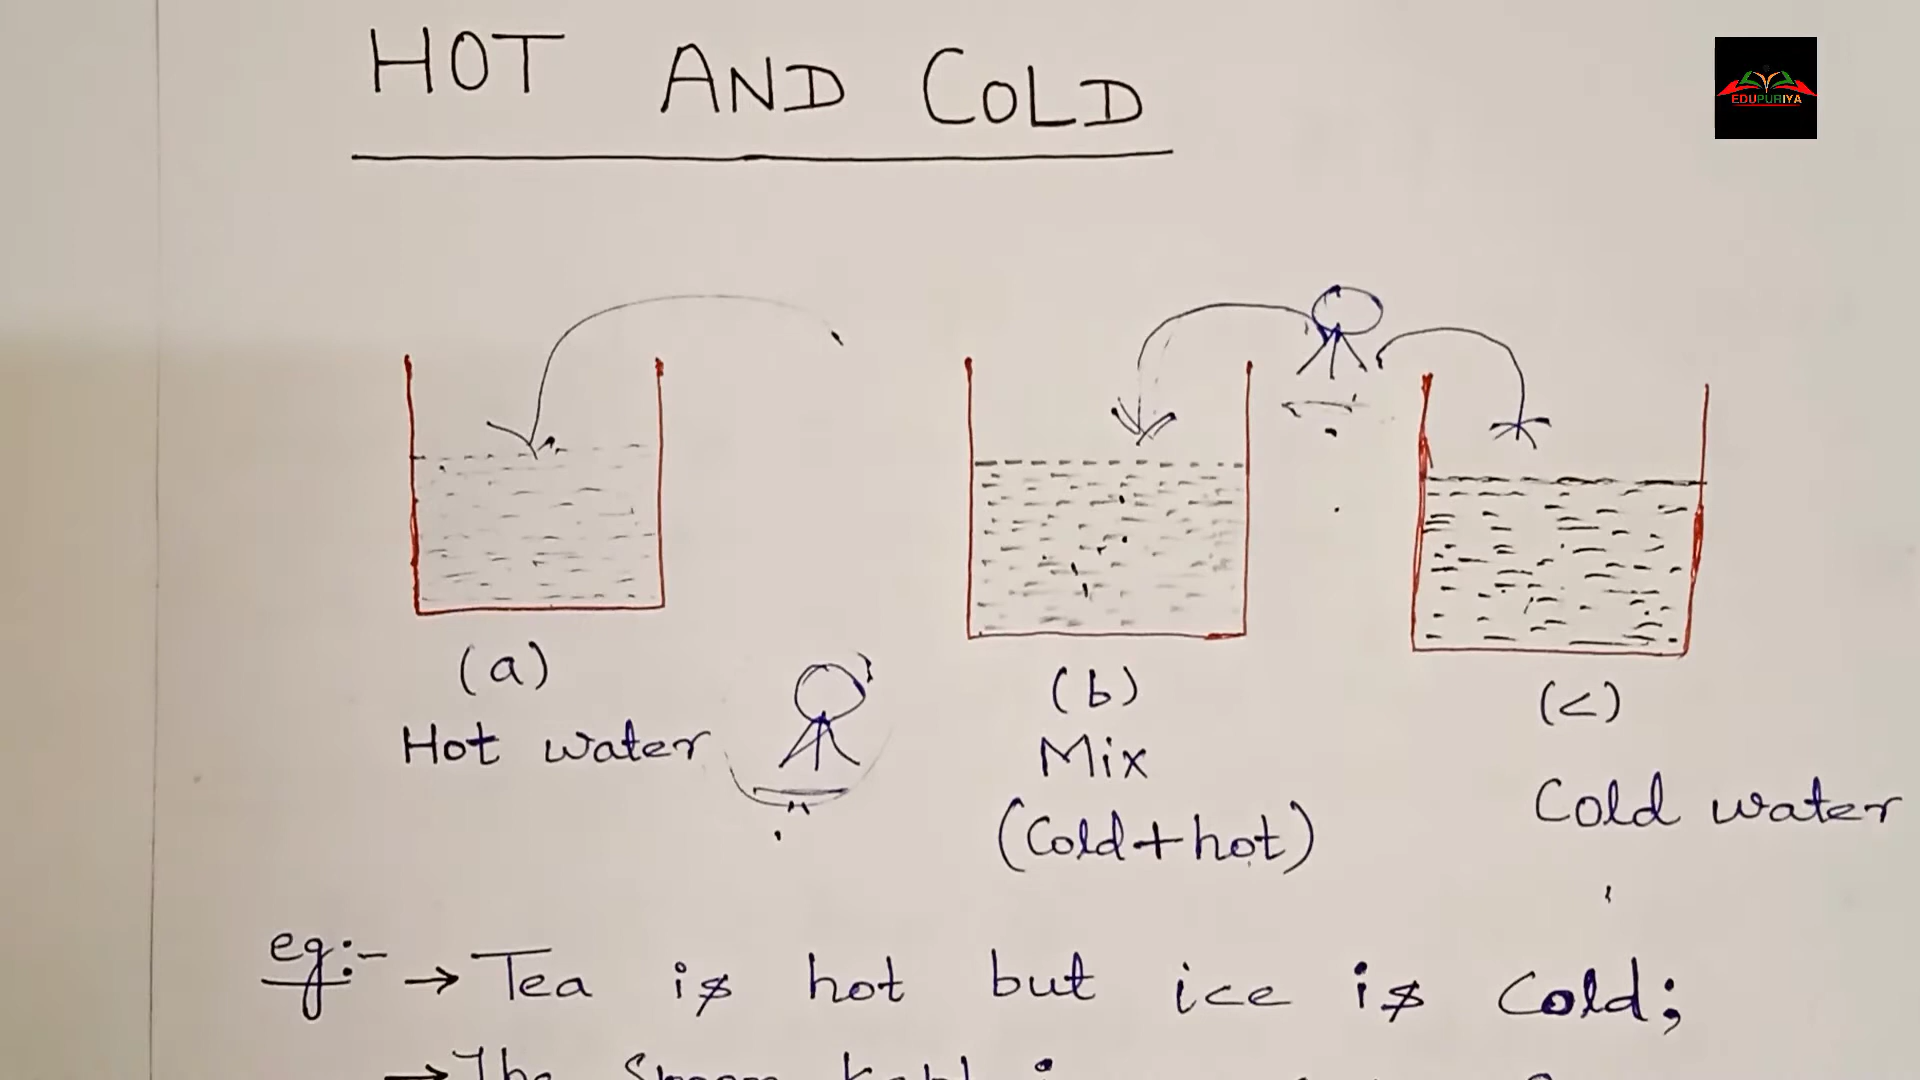 HOT AND COLD
EDUPURIYA
(a)
(b)
(c)
Hot water
Mix
(Cold+hot)
Cold water
eg:- → Tea is hot but ice is cold;
→ The